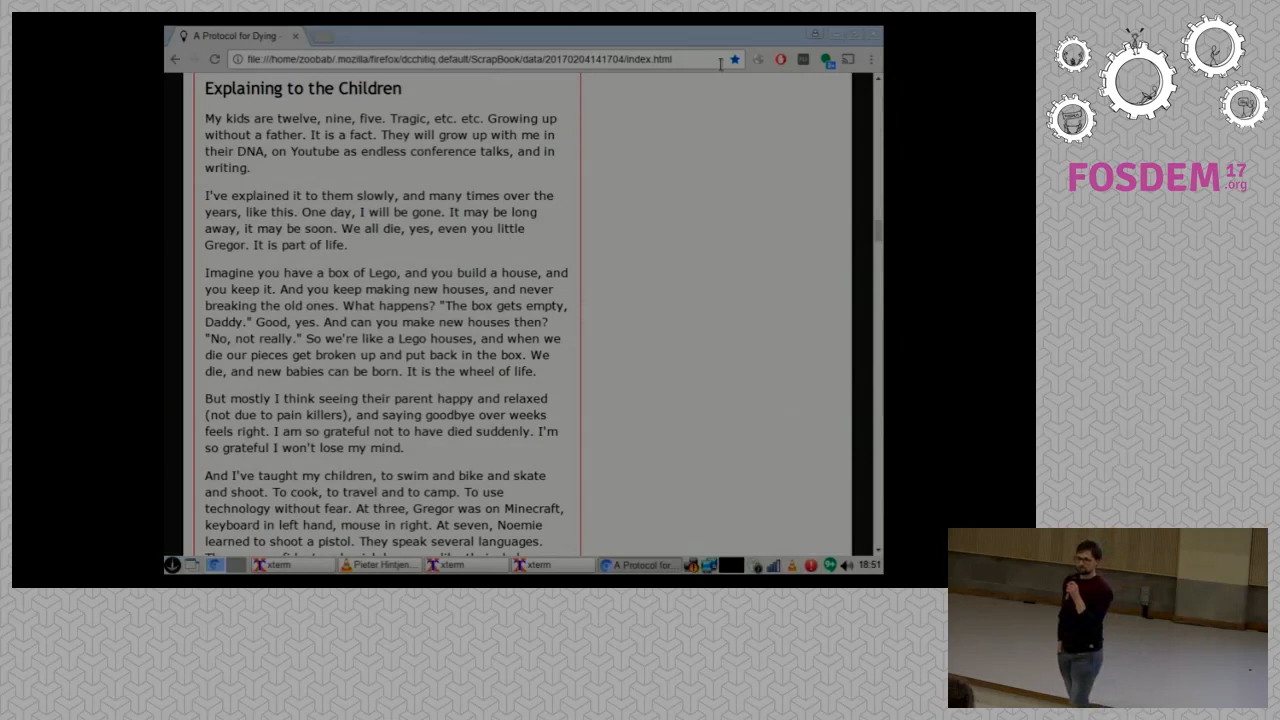 A Protocol for Dying -
file:///home/zoobab/.mozilla/firefox/dcchitiq.default/ScrapBook/data/20170204141704/index.html
Explaining to the Children
My kids are twelve, nine, five. Tragic, etc. etc. Growing up
without a father. It is a fact. They will grow up with me in
their DNA, on Youtube as endless conference talks, and in
writing.
I've explained it to them slowly, and many times over the
years, like this. One day, I will be gone. It may be long
away, it may be soon. We all die, yes, even you little
Gregor. It is part of life.
Imagine you have a box of Lego, and you build a house, and
you keep it. And you keep making new houses, and never
breaking the old ones. What happens? "The box gets empty,
Daddy." Good, yes. And can you make new houses then?
"No, not really." So we're like a Lego houses, and when we
die our pieces get broken up and put back in the box. We
die, and new babies can be born. It is the wheel of life.
But mostly I think seeing their parent happy and relaxed
(not due to pain killers), and saying goodbye over weeks
feels right. I am so grateful not to have died suddenly. I'm
so grateful I won't lose my mind.
And I've taught my children, to swim and bike and skate
and shoot. To cook, to travel and to camp. To use
technology without fear. At three, Gregor was on Minecraft,
keyboard in left hand, mouse in right. At seven, Noemie
learned to shoot a pistol. They speak several languages.
xterm
Pieter Hintjen...
xterm
xterm
A Protocol for...
18:51
FOSDEM 17
.org